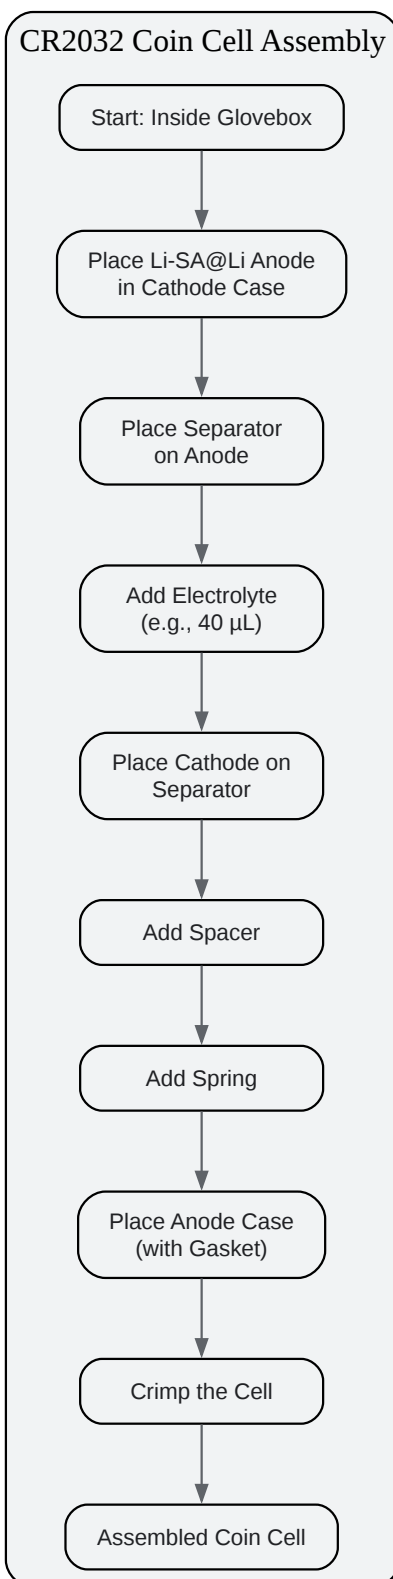 CR2032 Coin Cell Assembly
Start: Inside Glovebox
Place Li-SA@Li Anode
in Cathode Case
Place Separator
on Anode
Add Electrolyte
(e.g., 40 µL)
Place Cathode on
Separator
Add Spacer
Add Spring
Place Anode Case
(with Gasket)
Crimp the Cell
Assembled Coin Cell